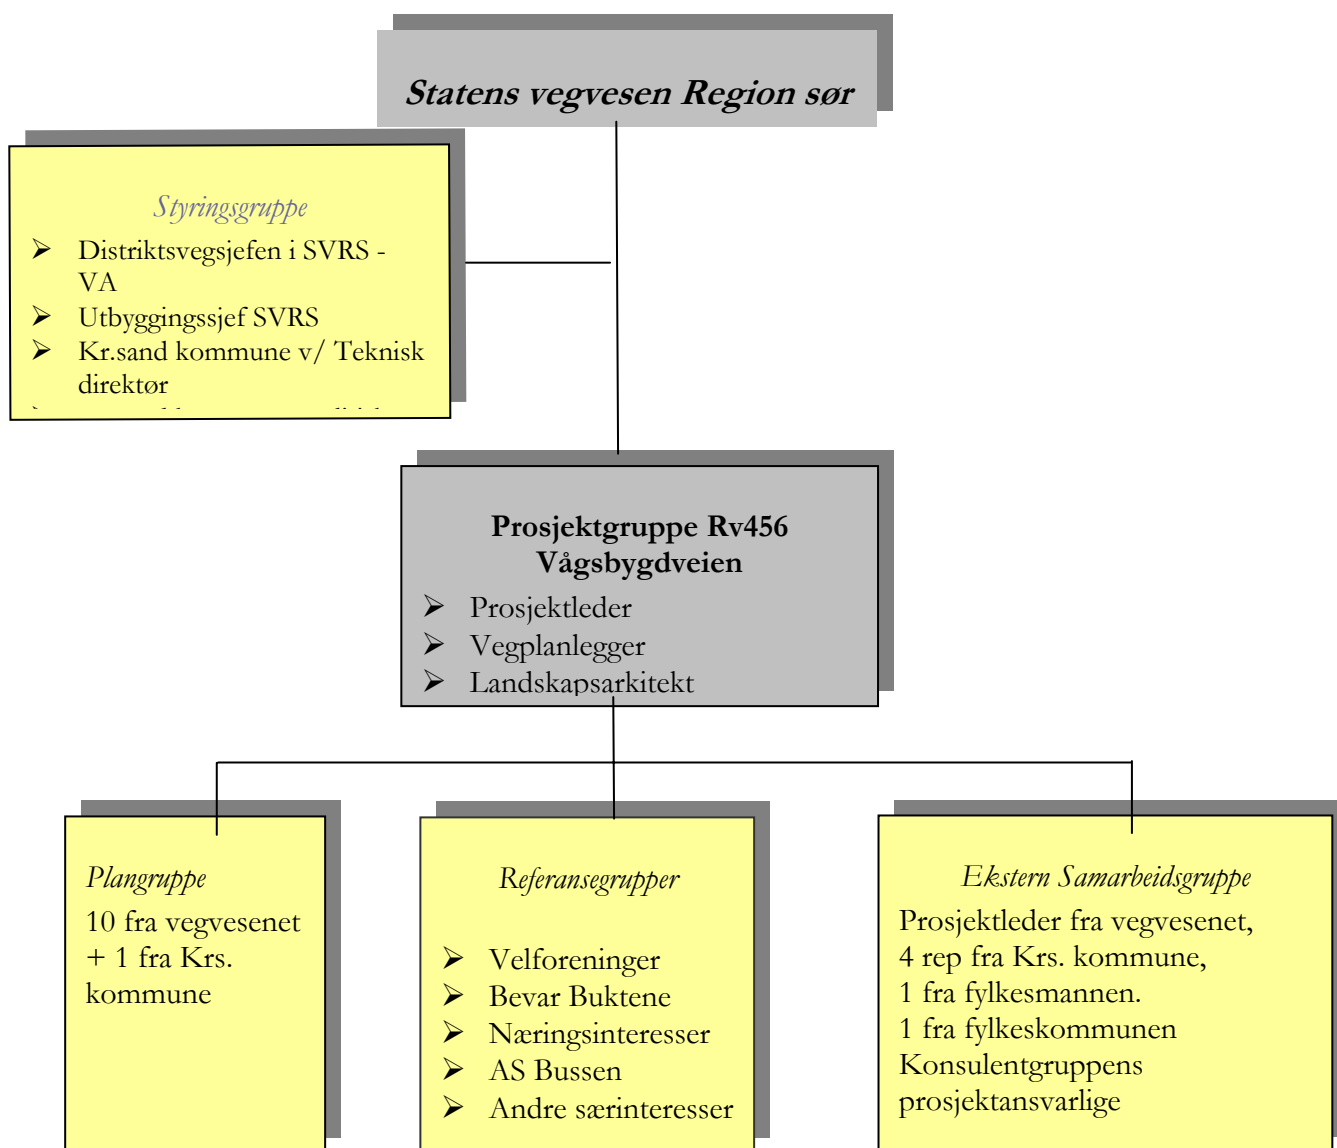 Statens vegvesen Region sør
Styringsgruppe
➢ Distriktsvegsjefen i SVRS -
VA
➢ Utbyggingssjef SVRS
➢ Kr.sand kommune v/ Teknisk
direktør
Prosjektgruppe Rv456
Vågsbygdveien
➢ Prosjektleder
➢ Vegplanlegger
➢ Landskapsarkitekt
Plangruppe
10 fra vegvesenet
+ 1 fra Krs.
kommune
Referansegrupper
➢ Velforeninger
➢ Bevar Buktene
➢ Næringsinteresser
➢ AS Bussen
➢ Andre særinteresser
Ekstern Samarbeidsgruppe
Prosjektleder fra vegvesenet,
4 rep fra Krs. kommune,
1 fra fylkesmannen.
1 fra fylkeskommunen
Konsulentgruppens
prosjektansvarlige